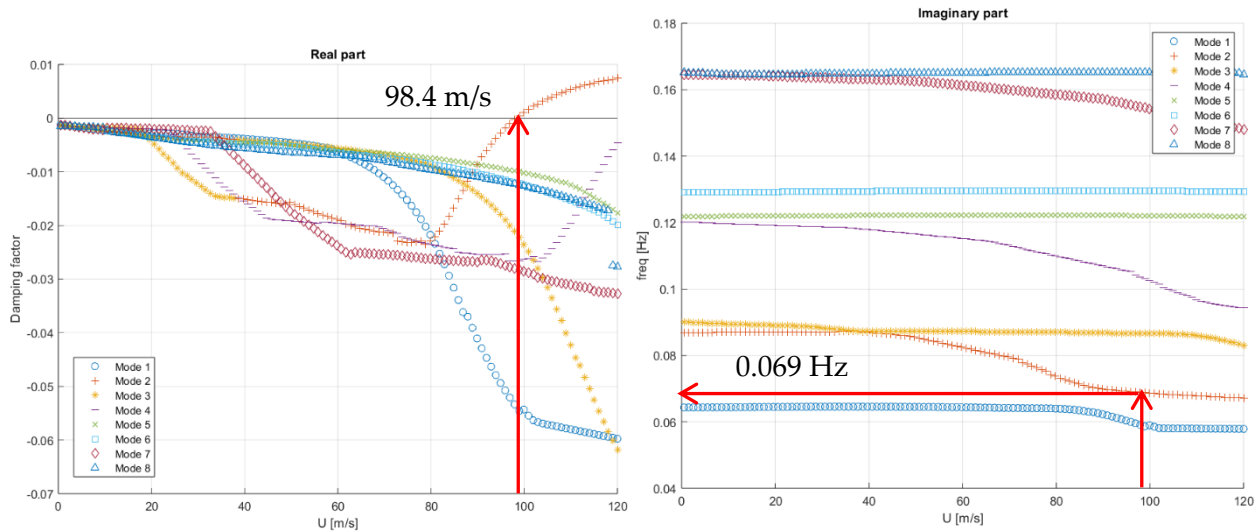 Real part
0.01
0
-0.01
-0.02
-0.03
-0.04
-0.05
-0.06
-0.07
Damping factor
98.4 m/s
Mode 1
Mode 2
Mode 3
Mode 4
Mode 5
Mode 6
Mode 7
Mode 8
0
20
40
60
80
100
120
U [m/s]
Imaginary part
0.18
0.16
0.14
0.12
0.1
0.08
0.06
0.04
freq [Hz]
Mode 1
Mode 2
Mode 3
Mode 4
Mode 5
Mode 6
Mode 7
Mode 8
0.069 Hz
0
20
40
60
80
100
120
U [m/s]